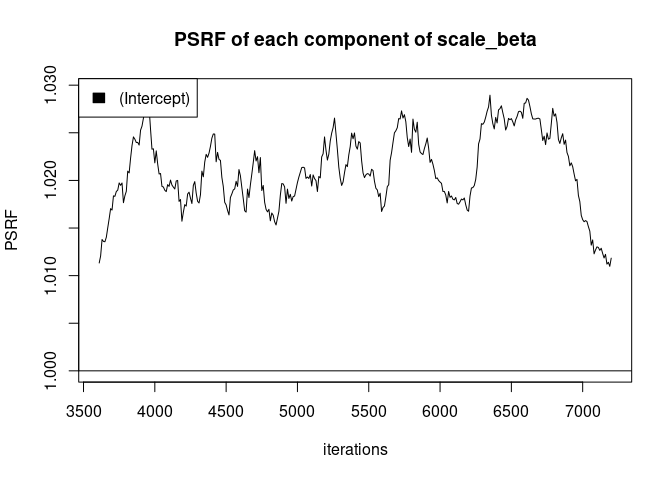 PSRF of each component of scale_beta
(Intercept)
PSRF
1.030
1.020
1.010
1.000
3500 4000 4500 5000 5500 6000 6500 7000
iterations